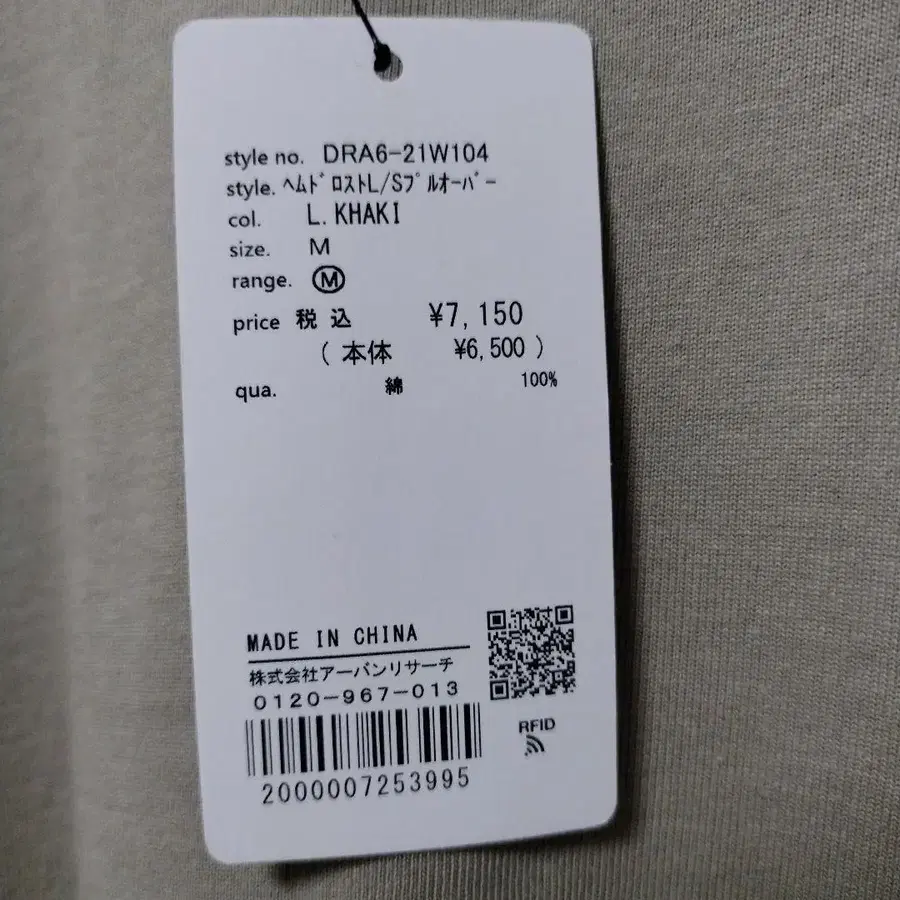 style no. DRA6-21W104
style. ﾍﾑﾄﾞﾛｽﾄL/Sﾌﾟﾙｵｰﾊﾞｰ
col. L.KHAKI
size. M
range. Ⓜ
price 税込 ¥7,150
(本体 ¥6,500)
qua. 綿 100%
MADE IN CHINA
株式会社アーバンリサーチ
0120-967-013
RFID
2000007253995